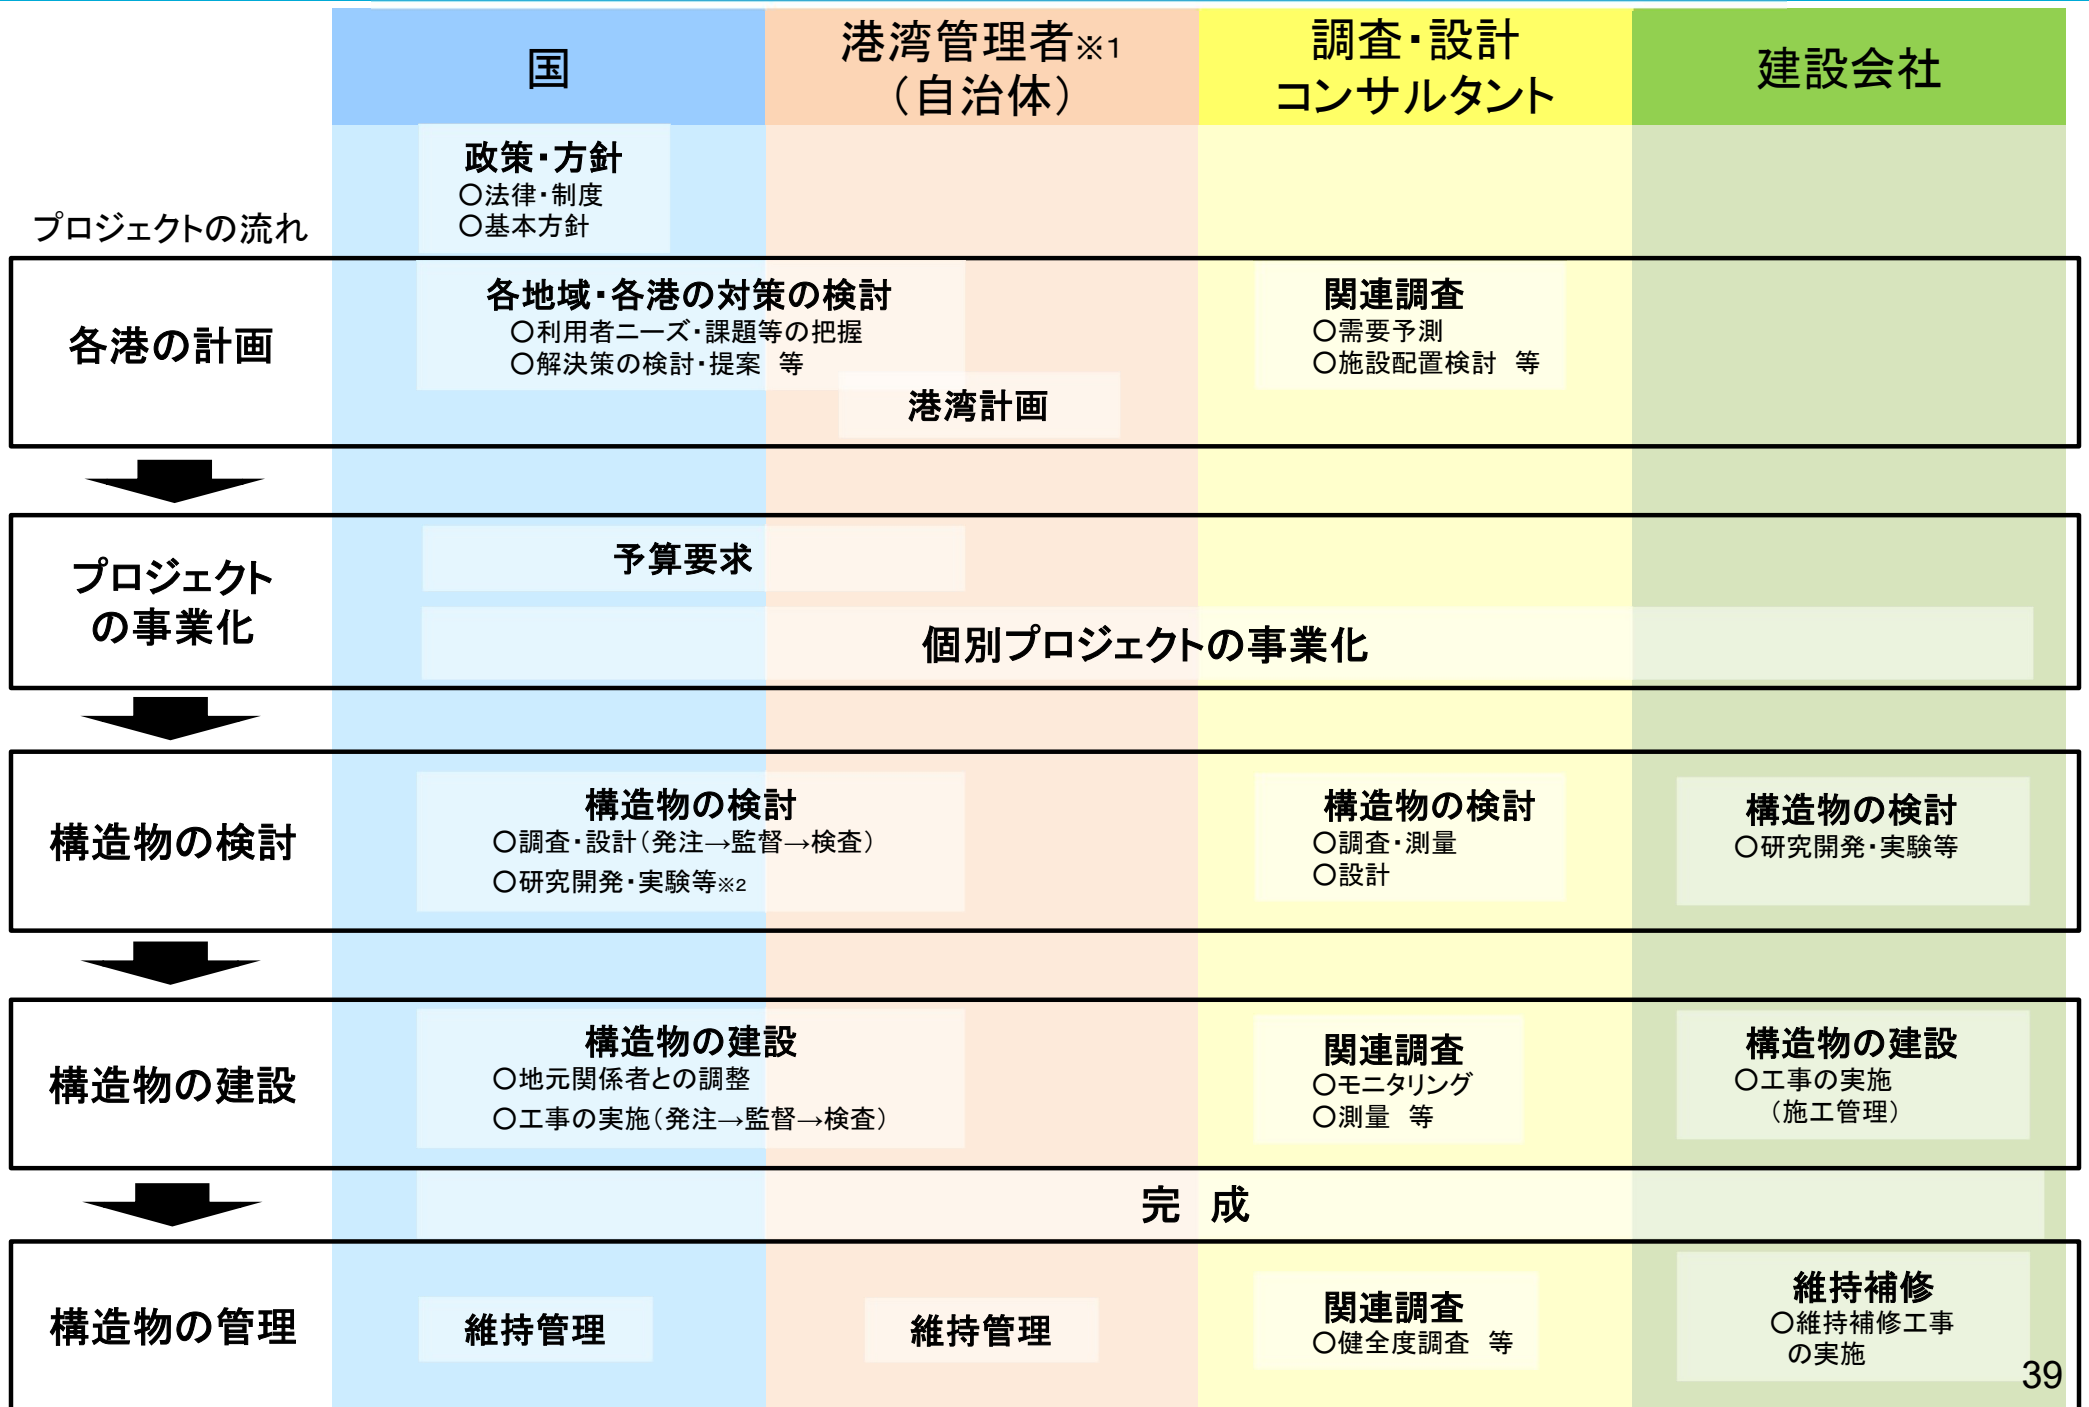 国
港湾管理者※1
（自治体）
調査・設計
コンサルタント
建設会社
政策・方針
○法律・制度
○基本方針
プロジェクトの流れ
各港の計画
各地域・各港の対策の検討
○利用者ニーズ・課題等の把握
○解決策の検討・提案　等
港湾計画
関連調査
○需要予測
○施設配置検討　等
プロジェクト
の事業化
予算要求
個別プロジェクトの事業化
構造物の検討
構造物の検討
○調査・設計（発注→監督→検査）
○研究開発・実験等※2
構造物の検討
○調査・測量
○設計
構造物の検討
○研究開発・実験等
構造物の建設
構造物の建設
○地元関係者との調整
○工事の実施（発注→監督→検査）
関連調査
○モニタリング
○測量　等
構造物の建設
○工事の実施
（施工管理）
完　成
構造物の管理
維持管理
維持管理
関連調査
○健全度調査　等
維持補修
○維持補修工事
の実施
39